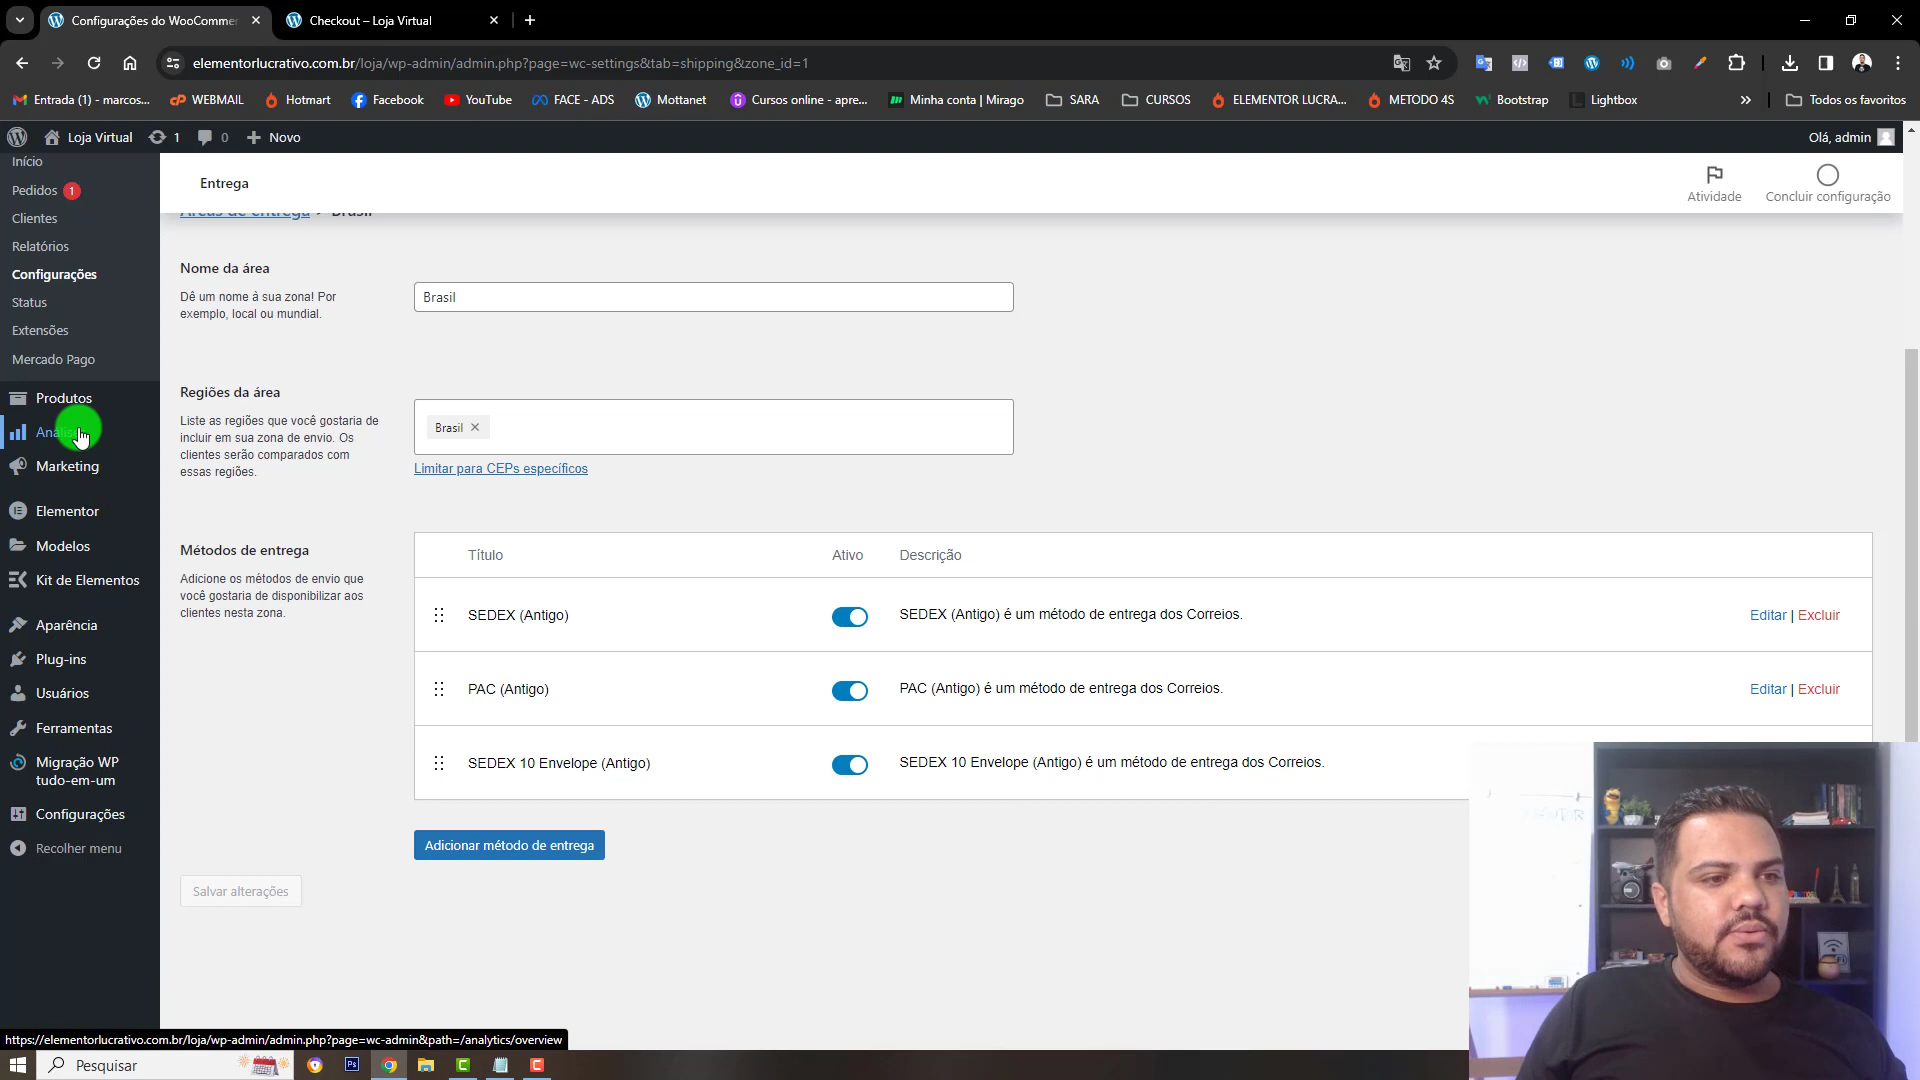 Configurações do WooCommer
Checkout – Loja Virtual
elementorlucrativo.com.br/loja/wp-admin/admin.php?page=wc-settings&tab=shipping&zone_id=1
Entrada (1) - marcos...
WEBMAIL
Hotmart
Facebook
YouTube
FACE - ADS
Mottanet
Cursos online - apre...
Minha conta | Mirago
SARA
CURSOS
ELEMENTOR LUCRA...
METODO 4S
Bootstrap
Lightbox
Todos os favoritos
Loja Virtual
1
0
Novo
Olá, admin
Início
Pedidos 1
Clientes
Relatórios
Configurações
Status
Extensões
Mercado Pago
Produtos
Marketing
Elementor
Modelos
Kit de Elementos
Aparência
Plug-ins
Usuários
Ferramentas
Migração WP
tudo-em-um
Configurações
Recolher menu
Entrega
Atividade
Concluir configuração
Áreas de entrega > Brasil
Nome da área
Dê um nome à sua zona! Por
exemplo, local ou mundial.
Brasil
Regiões da área
Liste as regiões que você gostaria de
incluir em sua zona de envio. Os
clientes serão comparados com
essas regiões.
Brasil
Limitar para CEPs específicos
Métodos de entrega
Adicione os métodos de envio que
você gostaria de disponibilizar aos
clientes nesta zona.
Título
Ativo
Descrição
SEDEX (Antigo)
SEDEX (Antigo) é um método de entrega dos Correios.
Editar | Excluir
PAC (Antigo)
PAC (Antigo) é um método de entrega dos Correios.
Editar | Excluir
SEDEX 10 Envelope (Antigo)
SEDEX 10 Envelope (Antigo) é um método de entrega dos Correios.
Adicionar método de entrega
Salvar alterações
https://elementorlucrativo.com.br/loja/wp-admin/admin.php?page=wc-admin&path=/analytics/overview
Pesquisar